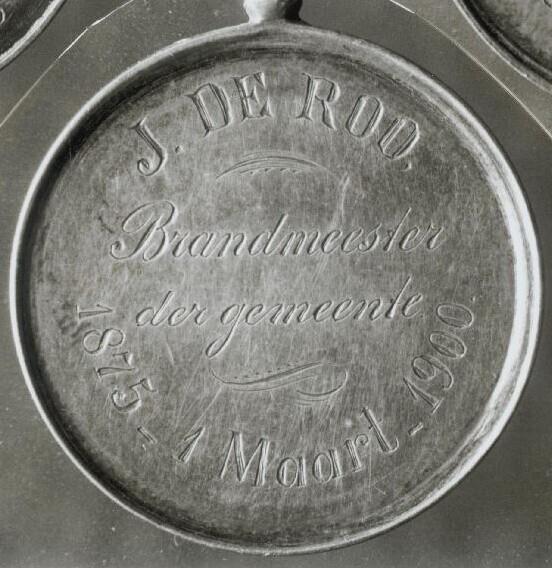 J. DE ROO,
Brandmeester
der gemeente
1875 - 1 Maart - 1900.